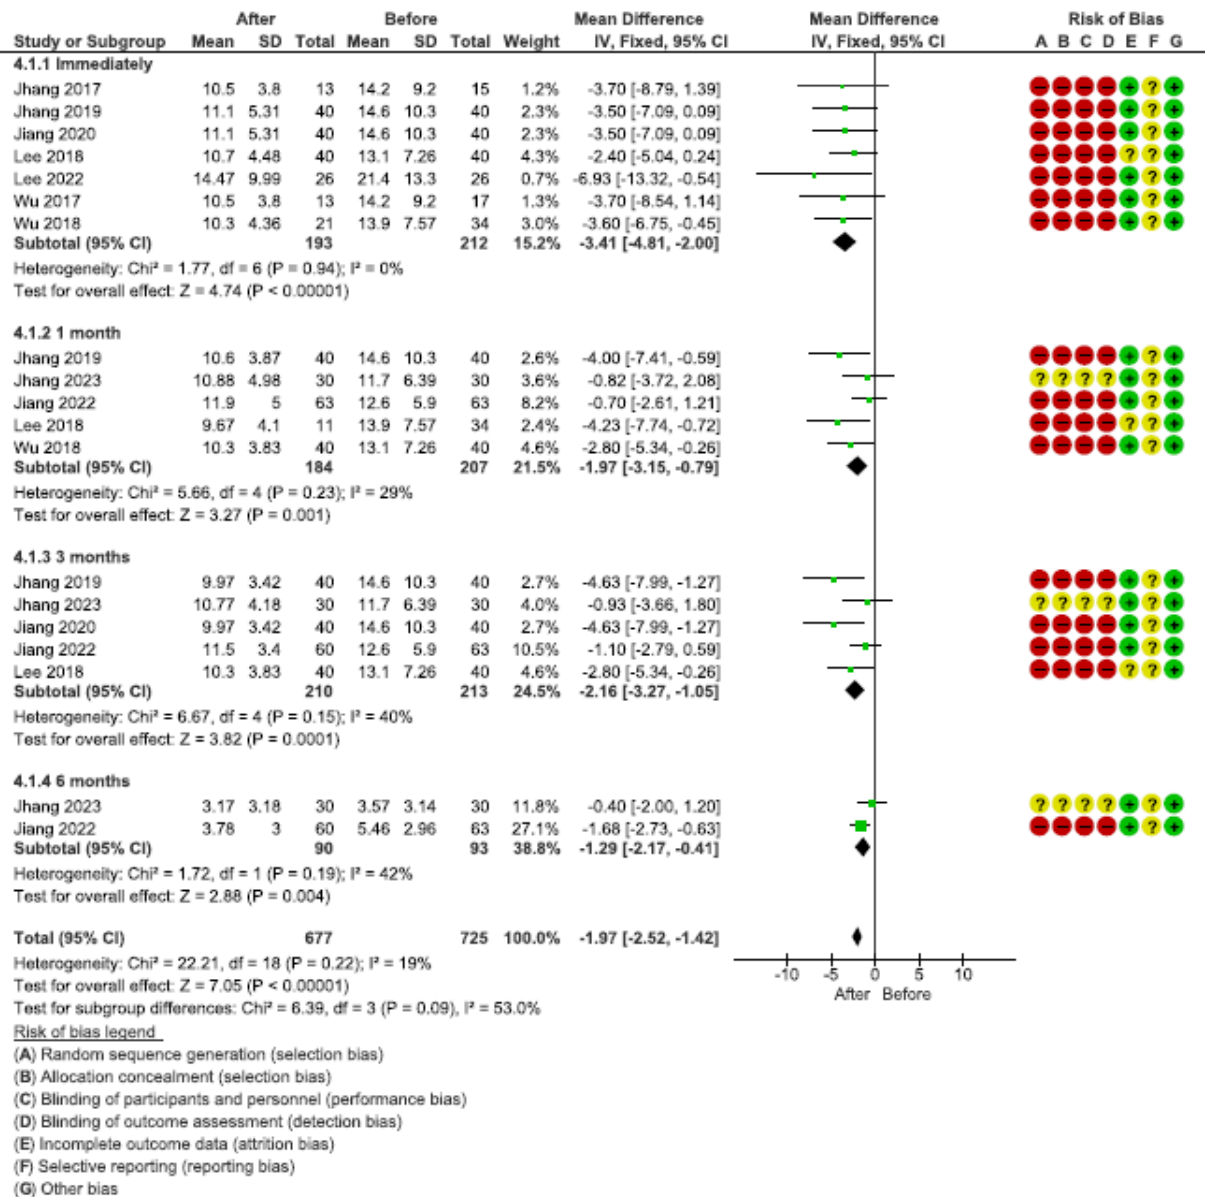 After Before Mean Difference Mean Difference Risk of Bias
Study or Subgroup Mean SD Total Mean SD Total Weight IV, Fixed, 95% CI IV, Fixed, 95% CI A B C D E F G
4.1.1 Immediately
Jhang 2017 10.5 3.8 13 14.2 9.2 15 1.2% -3.70 [-8.79, 1.39] − − − − + ? +
Jhang 2019 11.1 5.31 40 14.6 10.3 40 2.3% -3.50 [-7.09, 0.09] − − − − + ? +
Jiang 2020 11.1 5.31 40 14.6 10.3 40 2.3% -3.50 [-7.09, 0.09] − − − − + ? +
Lee 2018 10.7 4.48 40 13.1 7.26 40 4.3% -2.40 [-5.04, 0.24] − − − − ? ? +
Lee 2022 14.47 9.99 26 21.4 13.3 26 0.7% -6.93 [-13.32, -0.54] − − − − + ? +
Wu 2017 10.5 3.8 13 14.2 9.2 17 1.3% -3.70 [-8.54, 1.14] − − − − + ? +
Wu 2018 10.3 4.36 21 13.9 7.57 34 3.0% -3.60 [-6.75, -0.45] − − − − + ? +
Subtotal (95% CI) 193 212 15.2% -3.41 [-4.81, -2.00]
Heterogeneity: Chi² = 1.77, df = 6 (P = 0.94); I² = 0%
Test for overall effect: Z = 4.74 (P < 0.00001)
4.1.2 1 month
Jhang 2019 10.6 3.87 40 14.6 10.3 40 2.6% -4.00 [-7.41, -0.59] − − − − + ? +
Jhang 2023 10.88 4.98 30 11.7 6.39 30 3.6% -0.82 [-3.72, 2.08] ? ? ? ? + ? +
Jiang 2022 11.9 5 63 12.6 5.9 63 8.2% -0.70 [-2.61, 1.21] − − − − + ? +
Lee 2018 9.67 4.1 11 13.9 7.57 34 2.4% -4.23 [-7.74, -0.72] − − − − ? ? +
Wu 2018 10.3 3.83 40 13.1 7.26 40 4.6% -2.80 [-5.34, -0.26] − − − − + ? +
Subtotal (95% CI) 184 207 21.5% -1.97 [-3.15, -0.79]
Heterogeneity: Chi² = 5.66, df = 4 (P = 0.23); I² = 29%
Test for overall effect: Z = 3.27 (P = 0.001)
4.1.3 3 months
Jhang 2019 9.97 3.42 40 14.6 10.3 40 2.7% -4.63 [-7.99, -1.27] − − − − + ? +
Jhang 2023 10.77 4.18 30 11.7 6.39 30 4.0% -0.93 [-3.66, 1.80] ? ? ? ? + ? +
Jiang 2020 9.97 3.42 40 14.6 10.3 40 2.7% -4.63 [-7.99, -1.27] − − − − + ? +
Jiang 2022 11.5 3.4 60 12.6 5.9 63 10.5% -1.10 [-2.79, 0.59] − − − − + ? +
Lee 2018 10.3 3.83 40 13.1 7.26 40 4.6% -2.80 [-5.34, -0.26] − − − − ? ? +
Subtotal (95% CI) 210 213 24.5% -2.16 [-3.27, -1.05]
Heterogeneity: Chi² = 6.67, df = 4 (P = 0.15); I² = 40%
Test for overall effect: Z = 3.82 (P = 0.0001)
4.1.4 6 months
Jhang 2023 3.17 3.18 30 3.57 3.14 30 11.8% -0.40 [-2.00, 1.20] ? ? ? ? + ? +
Jiang 2022 3.78 3 60 5.46 2.96 63 27.1% -1.68 [-2.73, -0.63] − − − − + ? +
Subtotal (95% CI) 90 93 38.8% -1.29 [-2.17, -0.41]
Heterogeneity: Chi² = 1.72, df = 1 (P = 0.19); I² = 42%
Test for overall effect: Z = 2.88 (P = 0.004)
Total (95% CI) 677 725 100.0% -1.97 [-2.52, -1.42]
Heterogeneity: Chi² = 22.21, df = 18 (P = 0.22); I² = 19%
Test for overall effect: Z = 7.05 (P < 0.00001)
Test for subgroup differences: Chi² = 6.39, df = 3 (P = 0.09), I² = 53.0%
-10 -5 0 5 10
After Before
Risk of bias legend
(A) Random sequence generation (selection bias)
(B) Allocation concealment (selection bias)
(C) Blinding of participants and personnel (performance bias)
(D) Blinding of outcome assessment (detection bias)
(E) Incomplete outcome data (attrition bias)
(F) Selective reporting (reporting bias)
(G) Other bias